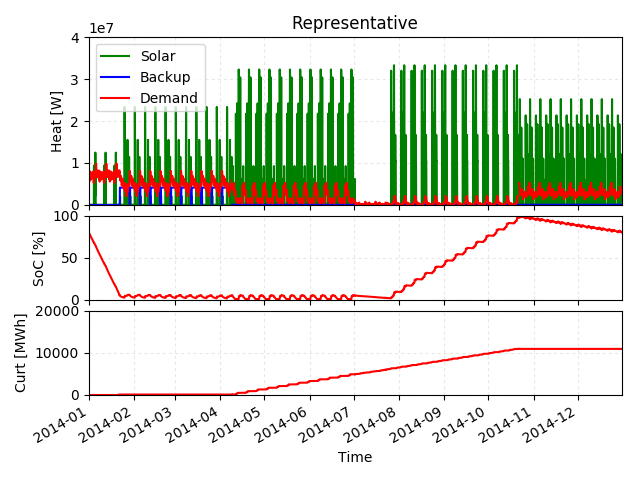 Representative
1e7
4
3
2
1
0
Heat [W]
Solar
Backup
Demand
100
50
0
SoC [%]
20000
10000
0
Curt [MWh]
2014-01
2014-02
2014-03
2014-04
2014-05
2014-06
2014-07
2014-08
2014-09
2014-10
2014-11
2014-12
Time